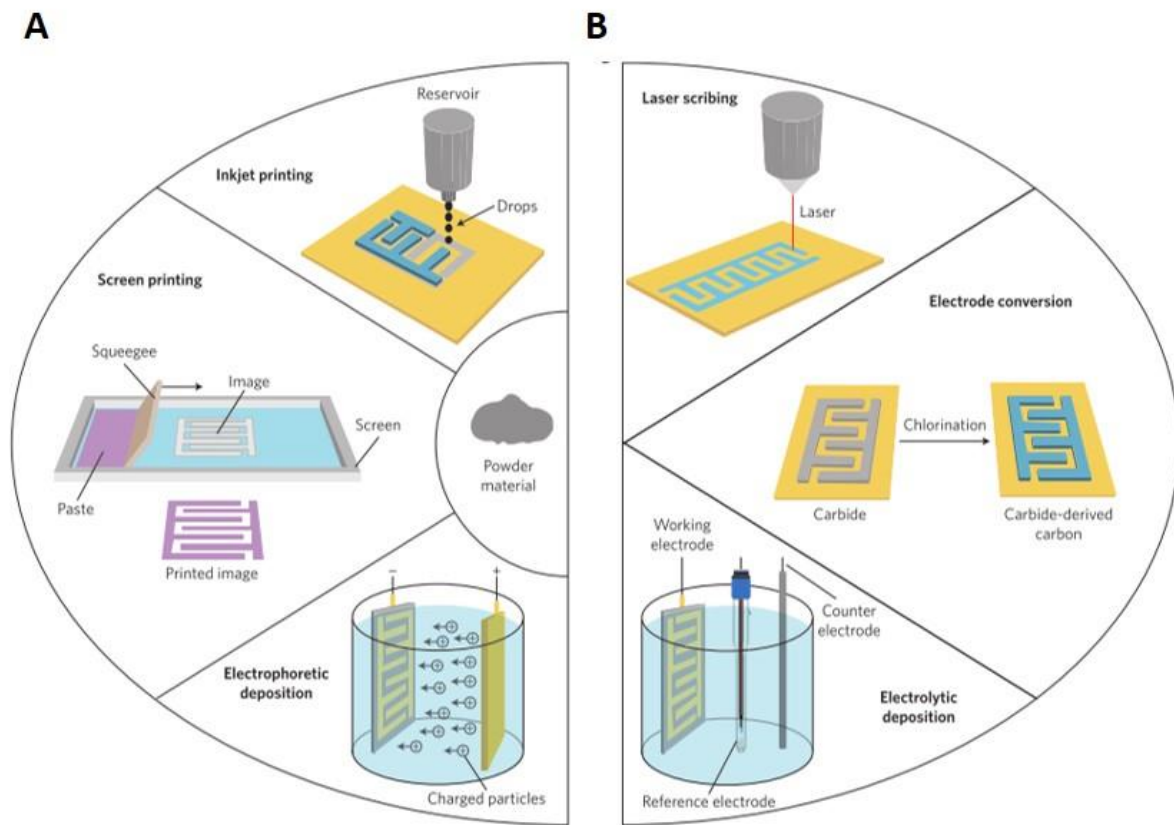 A
B
Reservoir
Inkjet printing
Drops
Screen printing
Squeegee
Image
Screen
Paste
Printed image
Powder
material
−
+
Electrophoretic
deposition
Charged particles
Laser scribing
Laser
Electrode conversion
Chlorination
Carbide
Carbide-derived
carbon
Working
electrode
Counter
electrode
Electrolytic
deposition
Reference electrode